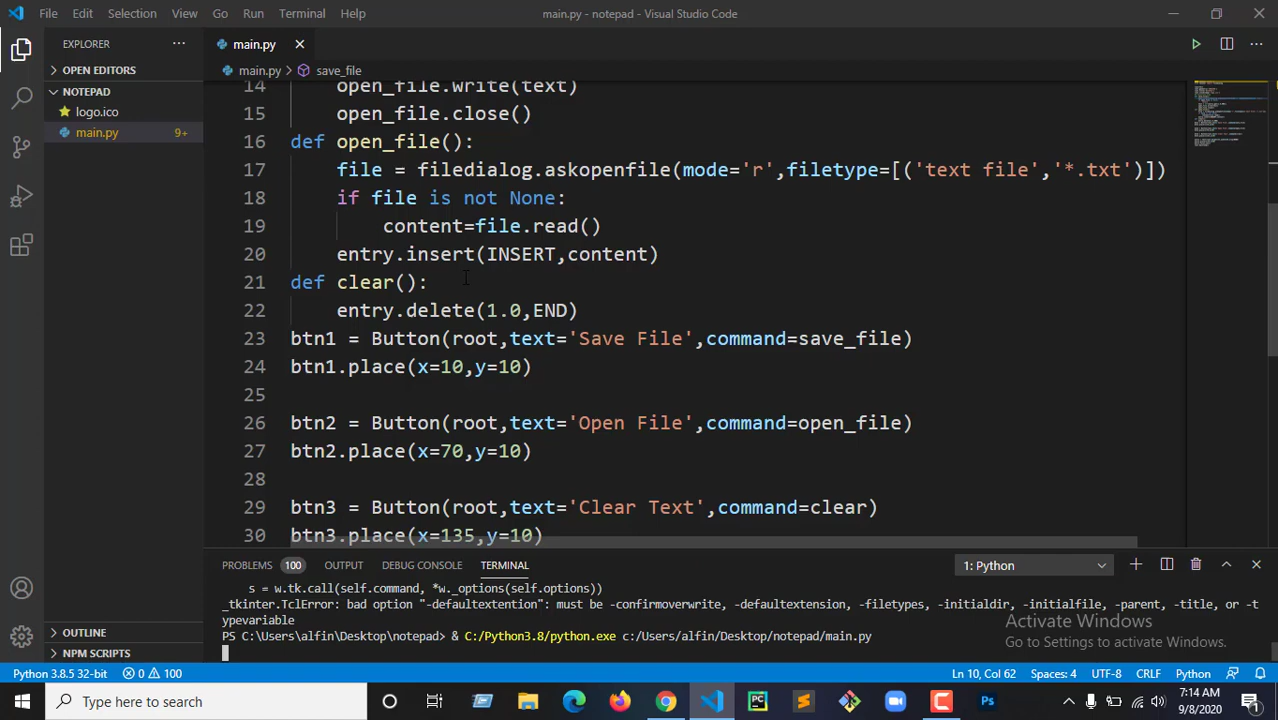 File Edit Selection View Go Run Terminal Help main.py - notepad - Visual Studio Code
EXPLORER
main.py
OPEN EDITORS
main.py > save_file
NOTEPAD
logo.ico
main.py 9+
14 open_file.write(text)
15 open_file.close()
16 def open_file():
17 file = filedialog.askopenfile(mode='r',filetype=[('text file','*.txt')])
18 if file is not None:
19 content=file.read()
20 entry.insert(INSERT,content)
21 def clear():
22 entry.delete(1.0,END)
23 btn1 = Button(root,text='Save File',command=save_file)
24 btn1.place(x=10,y=10)
25
26 btn2 = Button(root,text='Open File',command=open_file)
27 btn2.place(x=70,y=10)
28
29 btn3 = Button(root,text='Clear Text',command=clear)
30 btn3.place(x=135,y=10)
PROBLEMS 100 OUTPUT DEBUG CONSOLE TERMINAL 1: Python
s = w.tk.call(self.command, *w._options(self.options))
_tkinter.TclError: bad option "-defaultextention": must be -confirmoverwrite, -defaultextension, -filetypes, -initialdir, -initialfile, -parent, -title, or -t
ypevariable
PS C:\Users\alfin\Desktop\notepad> & C:/Python3.8/python.exe c:/Users/alfin/Desktop/notepad/main.py
Activate Windows
Go to Settings to activate Windows.
OUTLINE
NPM SCRIPTS
Python 3.8.5 32-bit 0 100 Ln 10, Col 62 Spaces: 4 UTF-8 CRLF Python
Type here to search
PC
Ps
7:14 AM
9/8/2020
1